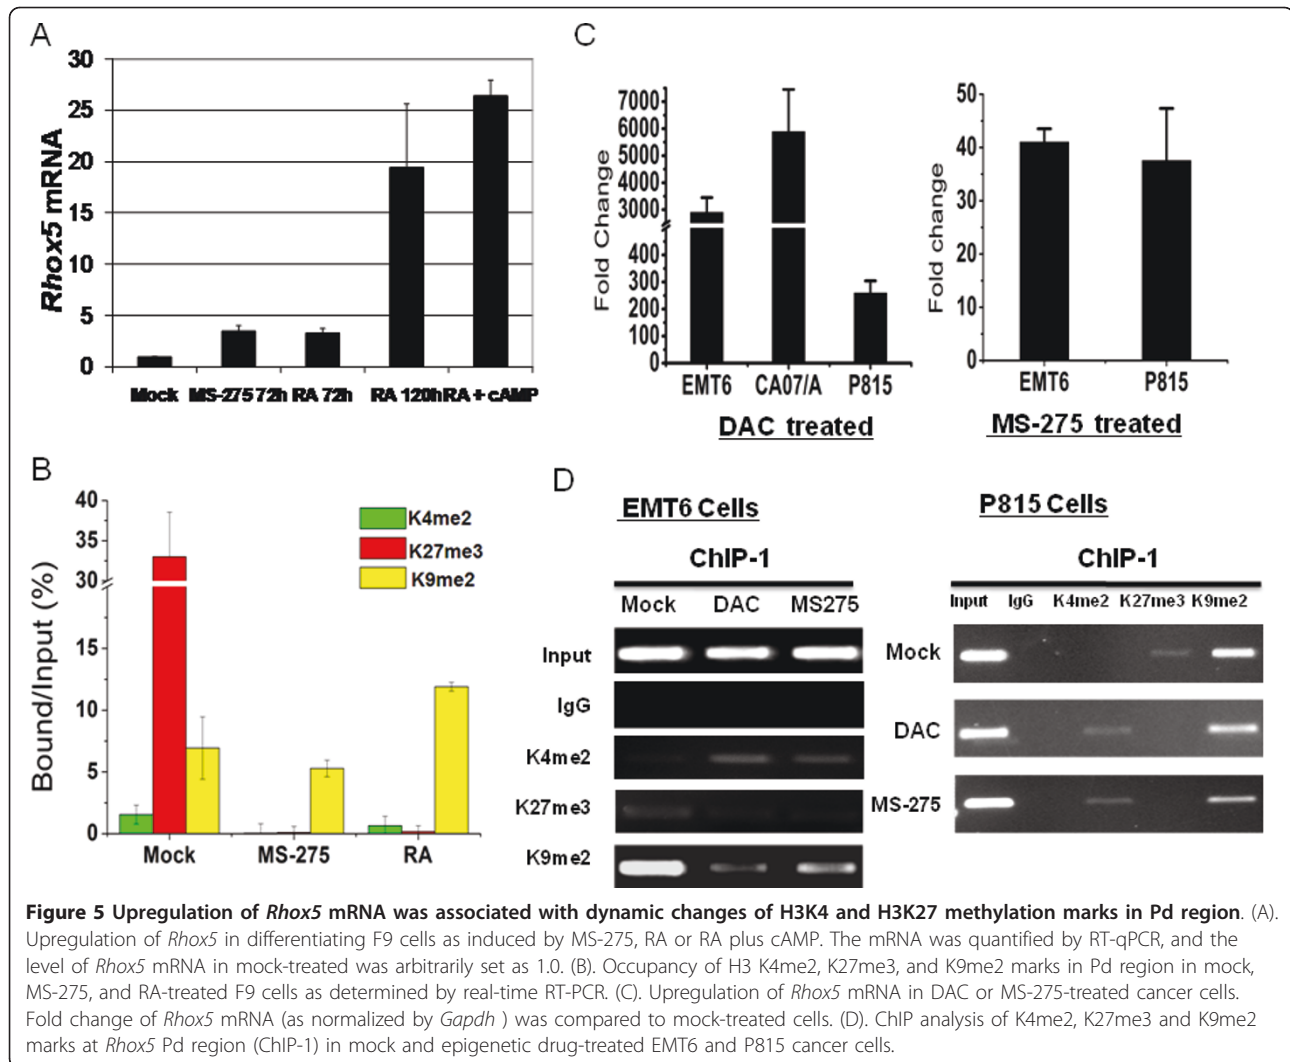 A
30
25
20
15
10
5
0
Rhox5 mRNA
Mock MS-275 72h RA 72h RA 120h RA + cAMP
C
7000
6000
5000
4000
3000
500
400
300
200
100
0
Fold Change
EMT6 CA07/A P815
DAC treated
50
40
30
20
10
0
Fold change
EMT6 P815
MS-275 treated
B
40
35
30
15
10
5
0
Bound/Input (%)
K4me2
K27me3
K9me2
Mock MS-275 RA
D
EMT6 Cells
ChIP-1
Mock DAC MS275
Input
IgG
K4me2
K27me3
K9me2
P815 Cells
ChIP-1
Input IgG K4me2 K27me3 K9me2
Mock
DAC
MS-275
Figure 5 Upregulation of Rhox5 mRNA was associated with dynamic changes of H3K4 and H3K27 methylation marks in Pd region. (A).
Upregulation of Rhox5 in differentiating F9 cells as induced by MS-275, RA or RA plus cAMP. The mRNA was quantified by RT-qPCR, and the
level of Rhox5 mRNA in mock-treated was arbitrarily set as 1.0. (B). Occupancy of H3 K4me2, K27me3, and K9me2 marks in Pd region in mock,
MS-275, and RA-treated F9 cells as determined by real-time RT-PCR. (C). Upregulation of Rhox5 mRNA in DAC or MS-275-treated cancer cells.
Fold change of Rhox5 mRNA (as normalized by Gapdh ) was compared to mock-treated cells. (D). ChIP analysis of K4me2, K27me3 and K9me2
marks at Rhox5 Pd region (ChIP-1) in mock and epigenetic drug-treated EMT6 and P815 cancer cells.